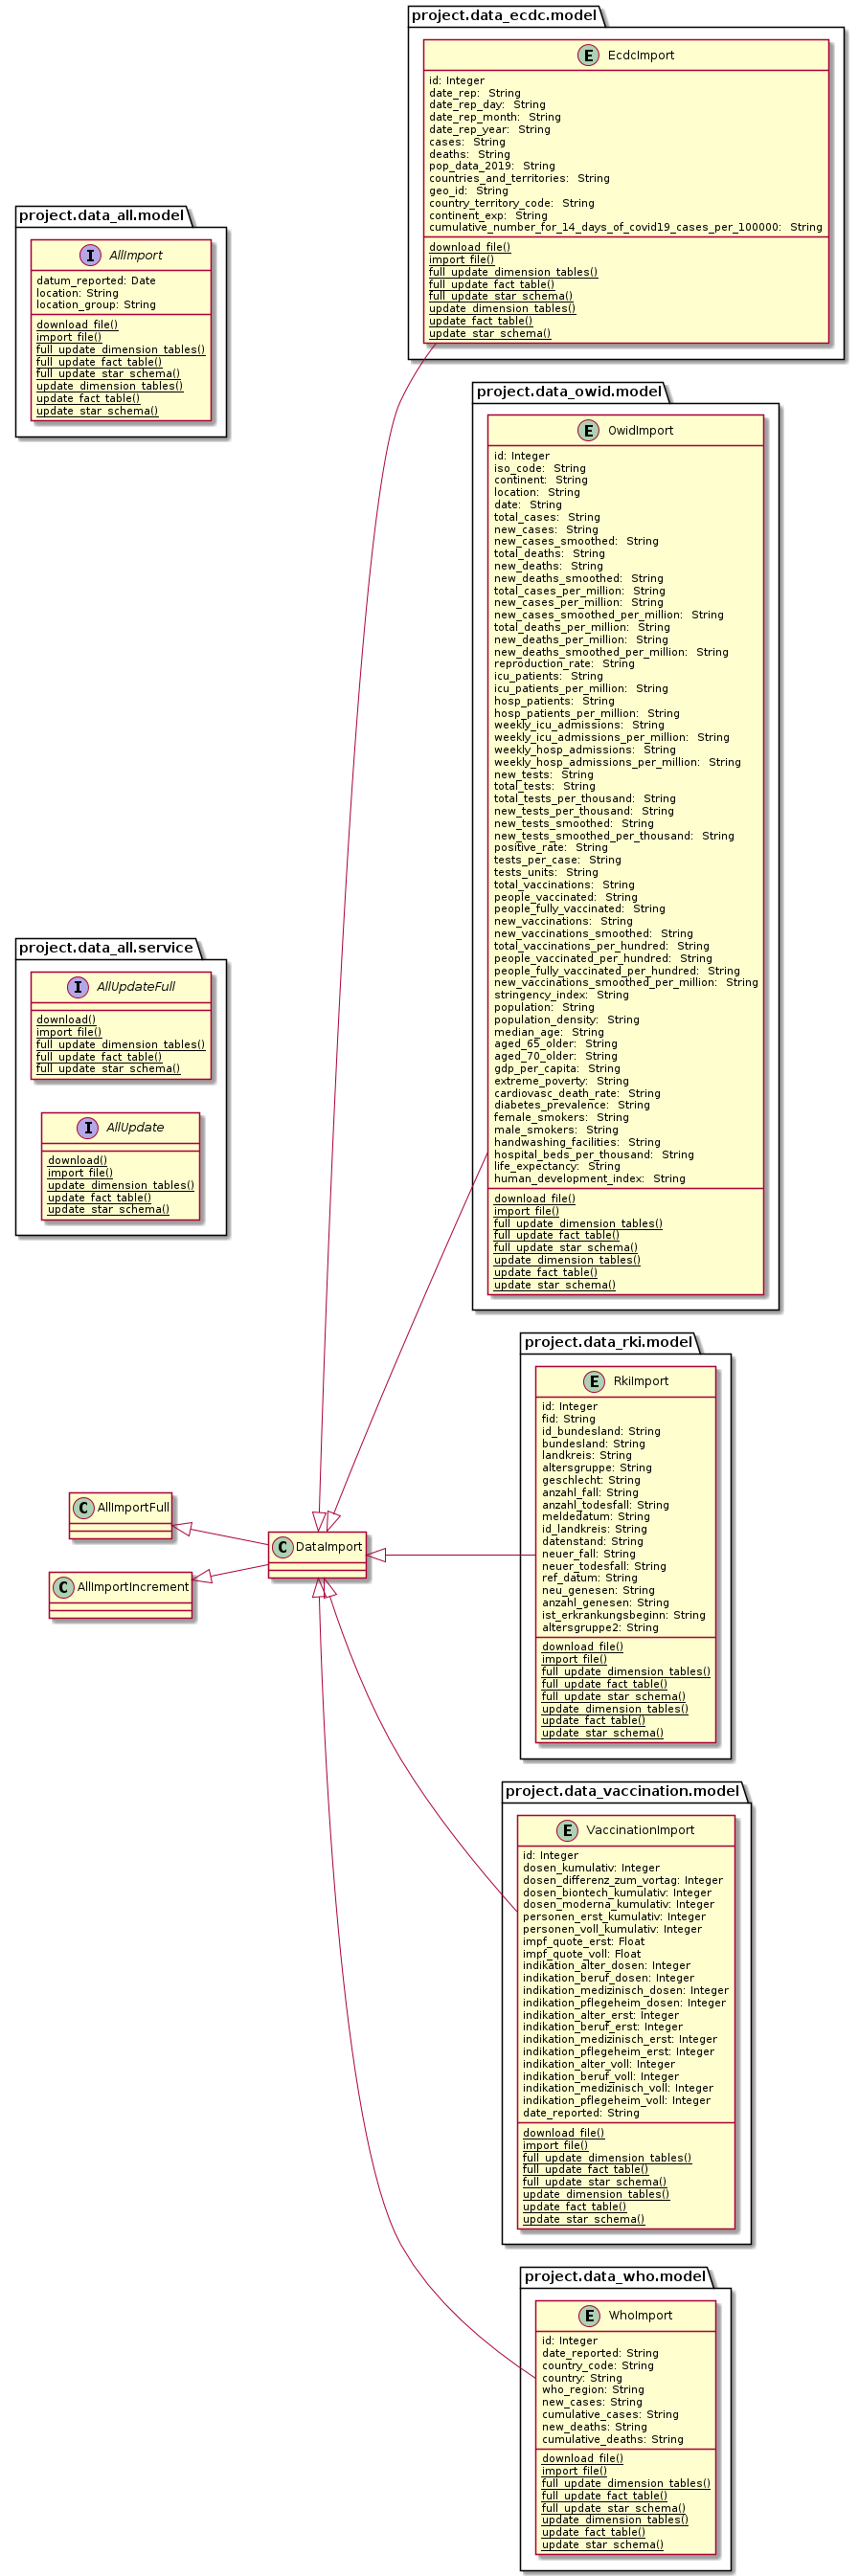 project.data_ecdc.model
E EcdcImport
id: Integer
date_rep: String
date_rep_day: String
date_rep_month: String
date_rep_year: String
cases: String
deaths: String
pop_data_2019: String
countries_and_territories: String
geo_id: String
country_territory_code: String
continent_exp: String
cumulative_number_for_14_days_of_covid19_cases_per_100000: String
download_file()
import_file()
full_update_dimension_tables()
full_update_fact_table()
full_update_star_schema()
update_dimension_tables()
update_fact_table()
update_star_schema()
project.data_all.model
I AllImport
datum_reported: Date
location: String
location_group: String
download_file()
import_file()
full_update_dimension_tables()
full_update_fact_table()
full_update_star_schema()
update_dimension_tables()
update_fact_table()
update_star_schema()
project.data_owid.model
E OwidImport
id: Integer
iso_code: String
continent: String
location: String
date: String
total_cases: String
new_cases: String
new_cases_smoothed: String
total_deaths: String
new_deaths: String
new_deaths_smoothed: String
total_cases_per_million: String
new_cases_per_million: String
new_cases_smoothed_per_million: String
total_deaths_per_million: String
new_deaths_per_million: String
new_deaths_smoothed_per_million: String
reproduction_rate: String
icu_patients: String
icu_patients_per_million: String
hosp_patients: String
hosp_patients_per_million: String
weekly_icu_admissions: String
weekly_icu_admissions_per_million: String
weekly_hosp_admissions: String
weekly_hosp_admissions_per_million: String
new_tests: String
total_tests: String
total_tests_per_thousand: String
new_tests_per_thousand: String
new_tests_smoothed: String
new_tests_smoothed_per_thousand: String
positive_rate: String
tests_per_case: String
tests_units: String
total_vaccinations: String
people_vaccinated: String
people_fully_vaccinated: String
new_vaccinations: String
new_vaccinations_smoothed: String
total_vaccinations_per_hundred: String
people_vaccinated_per_hundred: String
people_fully_vaccinated_per_hundred: String
new_vaccinations_smoothed_per_million: String
stringency_index: String
population: String
population_density: String
median_age: String
aged_65_older: String
aged_70_older: String
gdp_per_capita: String
extreme_poverty: String
cardiovasc_death_rate: String
diabetes_prevalence: String
female_smokers: String
male_smokers: String
handwashing_facilities: String
hospital_beds_per_thousand: String
life_expectancy: String
human_development_index: String
download_file()
import_file()
full_update_dimension_tables()
full_update_fact_table()
full_update_star_schema()
update_dimension_tables()
update_fact_table()
update_star_schema()
project.data_all.service
I AllUpdateFull
download()
import_file()
full_update_dimension_tables()
full_update_fact_table()
full_update_star_schema()
I AllUpdate
download()
import_file()
update_dimension_tables()
update_fact_table()
update_star_schema()
C AllImportFull
C AllImportIncrement
C DataImport
project.data_rki.model
E RkiImport
id: Integer
fid: String
id_bundesland: String
bundesland: String
landkreis: String
altersgruppe: String
geschlecht: String
anzahl_fall: String
anzahl_todesfall: String
meldedatum: String
id_landkreis: String
datenstand: String
neuer_fall: String
neuer_todesfall: String
ref_datum: String
neu_genesen: String
anzahl_genesen: String
ist_erkrankungsbeginn: String
altersgruppe2: String
download_file()
import_file()
full_update_dimension_tables()
full_update_fact_table()
full_update_star_schema()
update_dimension_tables()
update_fact_table()
update_star_schema()
project.data_vaccination.model
E VaccinationImport
id: Integer
dosen_kumulativ: Integer
dosen_differenz_zum_vortag: Integer
dosen_biontech_kumulativ: Integer
dosen_moderna_kumulativ: Integer
personen_erst_kumulativ: Integer
personen_voll_kumulativ: Integer
impf_quote_erst: Float
impf_quote_voll: Float
indikation_alter_dosen: Integer
indikation_beruf_dosen: Integer
indikation_medizinisch_dosen: Integer
indikation_pflegeheim_dosen: Integer
indikation_alter_erst: Integer
indikation_beruf_erst: Integer
indikation_medizinisch_erst: Integer
indikation_pflegeheim_erst: Integer
indikation_alter_voll: Integer
indikation_beruf_voll: Integer
indikation_medizinisch_voll: Integer
indikation_pflegeheim_voll: Integer
date_reported: String
download_file()
import_file()
full_update_dimension_tables()
full_update_fact_table()
full_update_star_schema()
update_dimension_tables()
update_fact_table()
update_star_schema()
project.data_who.model
E WhoImport
id: Integer
date_reported: String
country_code: String
country: String
who_region: String
new_cases: String
cumulative_cases: String
new_deaths: String
cumulative_deaths: String
download_file()
import_file()
full_update_dimension_tables()
full_update_fact_table()
full_update_star_schema()
update_dimension_tables()
update_fact_table()
update_star_schema()